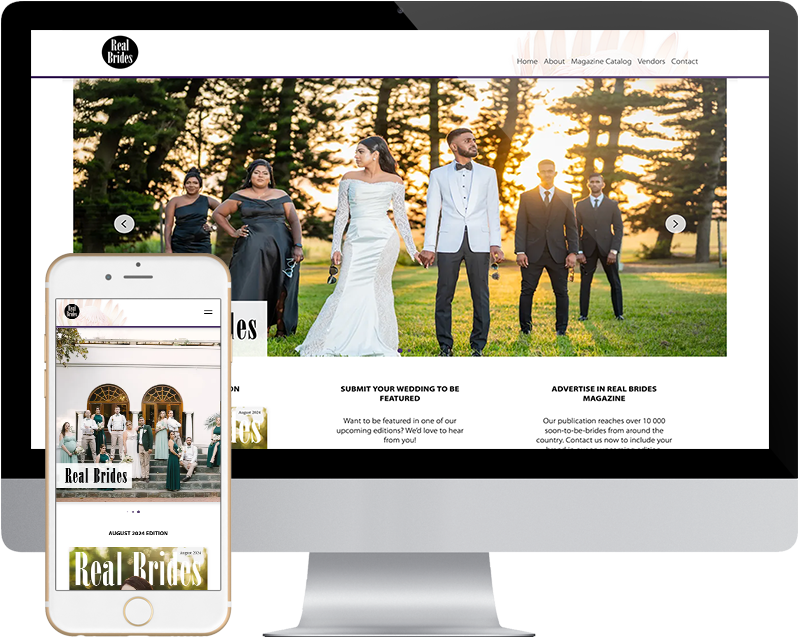 Real
Brides
Home About Magazine Catalog Vendors Contact
SUBMIT YOUR WEDDING TO BE
FEATURED
Want to be featured in one of our
upcoming editions? We'd love to hear
from you!
ADVERTISE IN REAL BRIDES
MAGAZINE
Our publication reaches over 10 000
soon-to-be-brides from around the
country. Contact us now to include your
August 2024
Real
Brides
Real Brides
AUGUST 2024 EDITION
August 2024
Real Brides